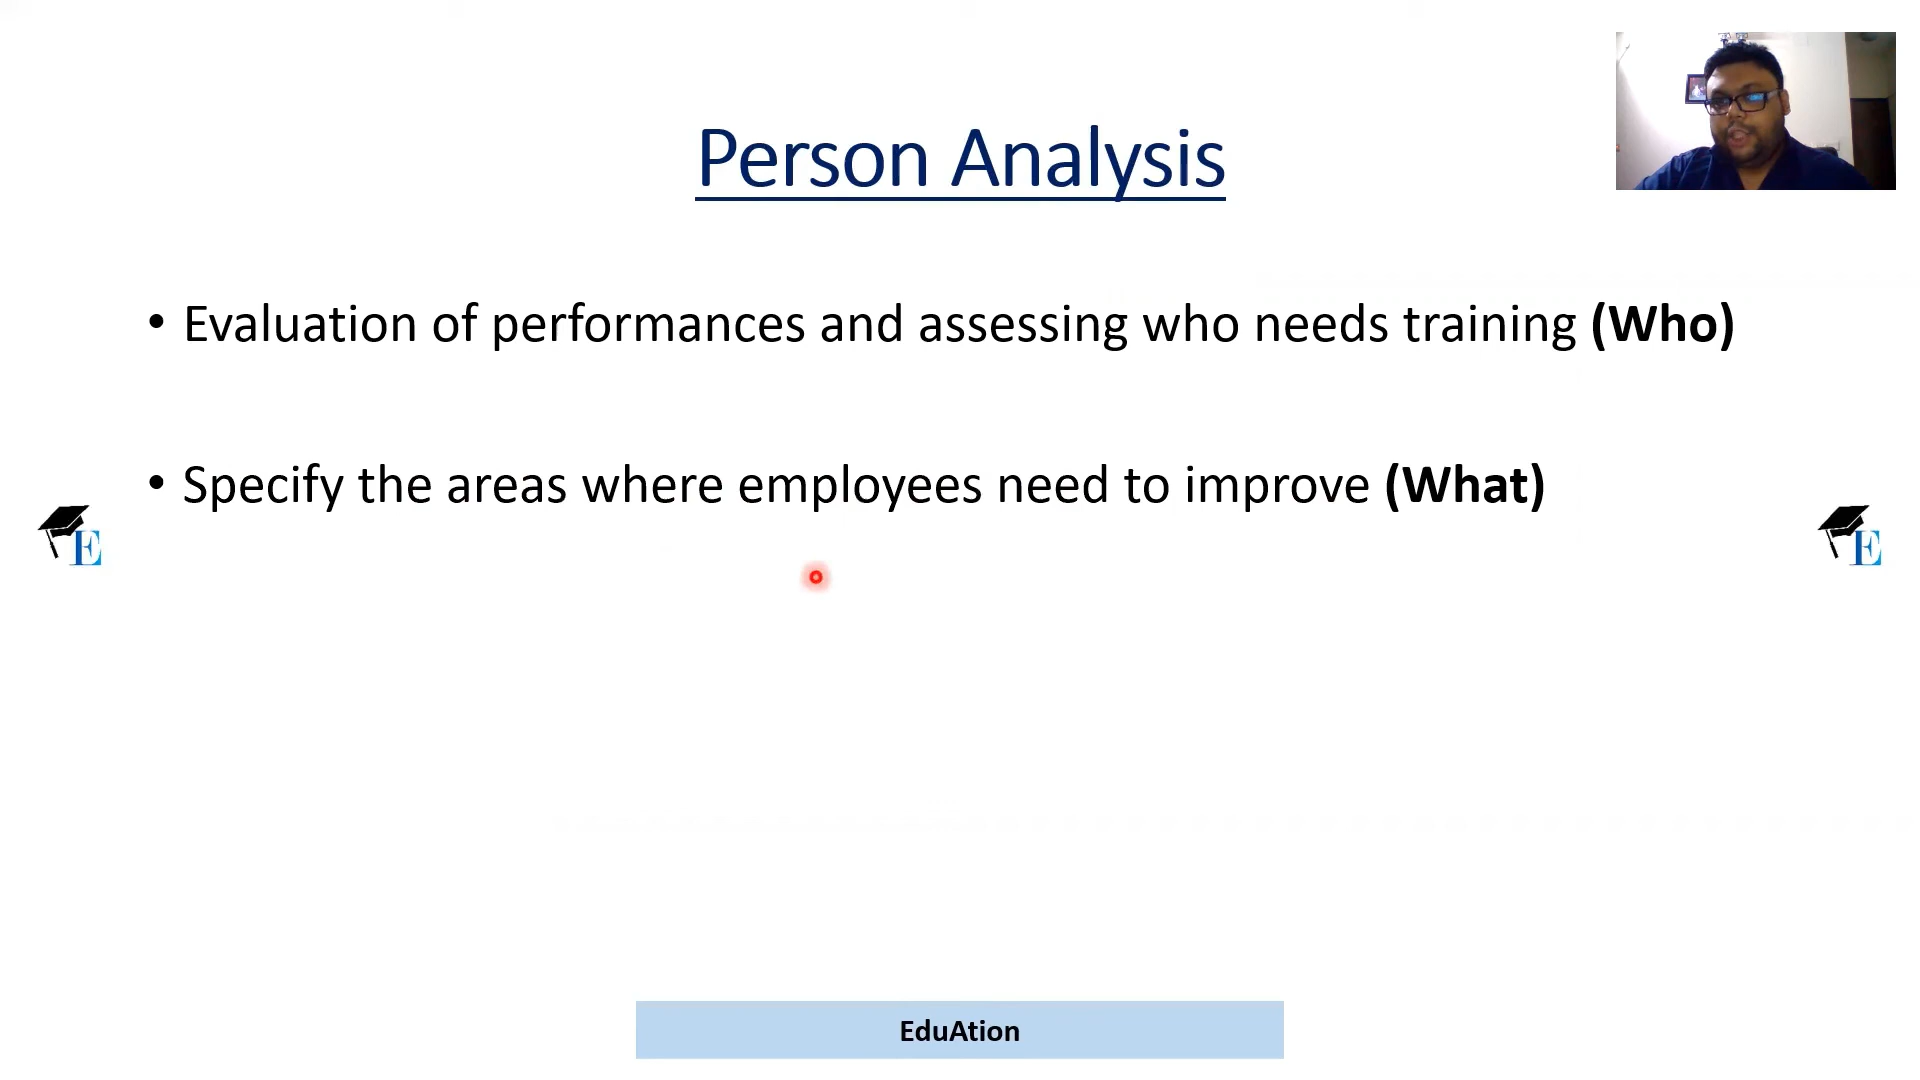 Person Analysis
• Evaluation of performances and assessing who needs training (Who)
• Specify the areas where employees need to improve (What)
E
E
EduAtion